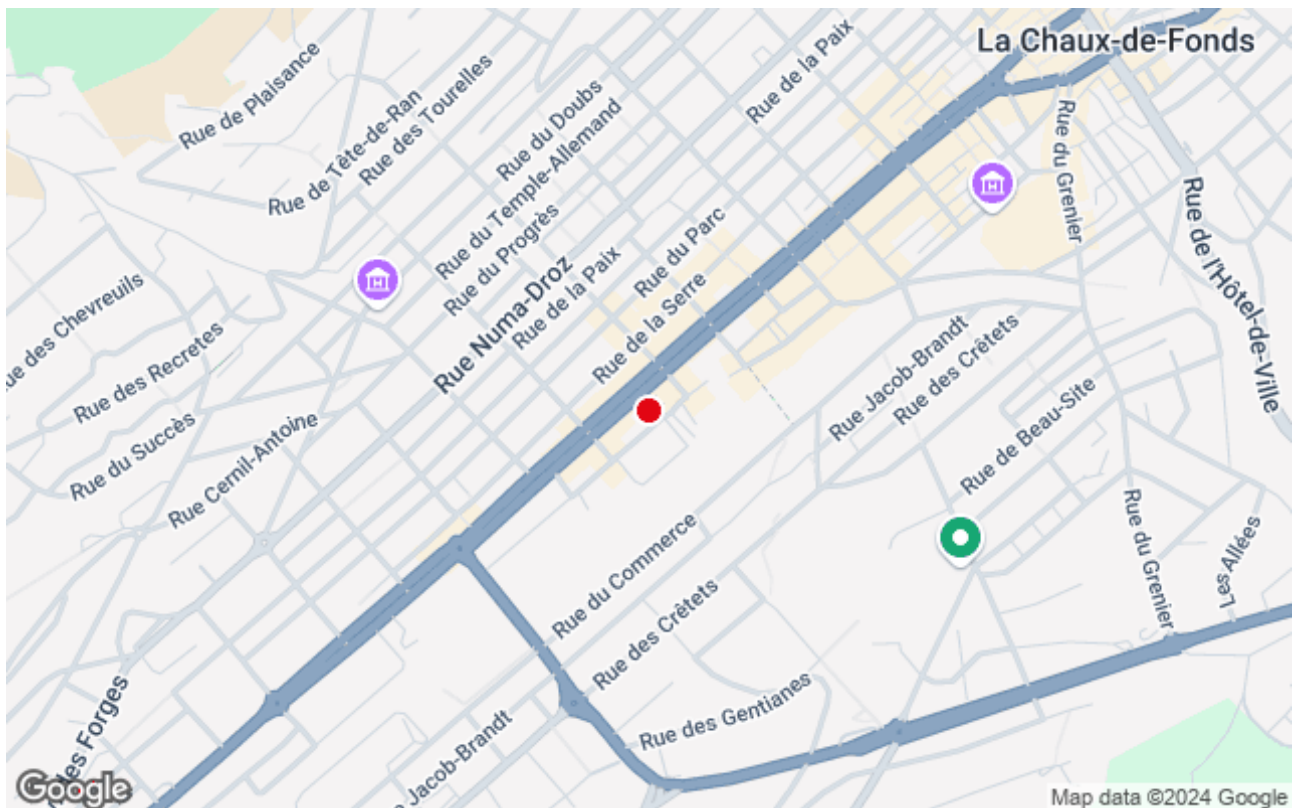 La Chaux-de-Fonds
Rue de Plaisance
Rue de Tête-de-Ran
Rue des Tourelles
Rue du Doubs
Rue du Temple-Allemand
Rue du Progrès
Rue de la Paix
Rue du Grenier
Rue de l'Hôtel-de-Ville
Rue Numa-Droz
Rue de la Paix
Rue du Parc
Rue de la Serre
ue des Chevreuils
Rue des Recretes
Rue du Succès
Rue Cernil-Antoine
Rue Jacob-Brandt
Rue des Crêtets
Rue de Beau-Site
Rue du Commerce
Rue des Crêtets
Rue du Grenier
Les Allées
Rue des Gentianes
des Forges
Jacob-Brandt
Google
Map data ©2024 Google